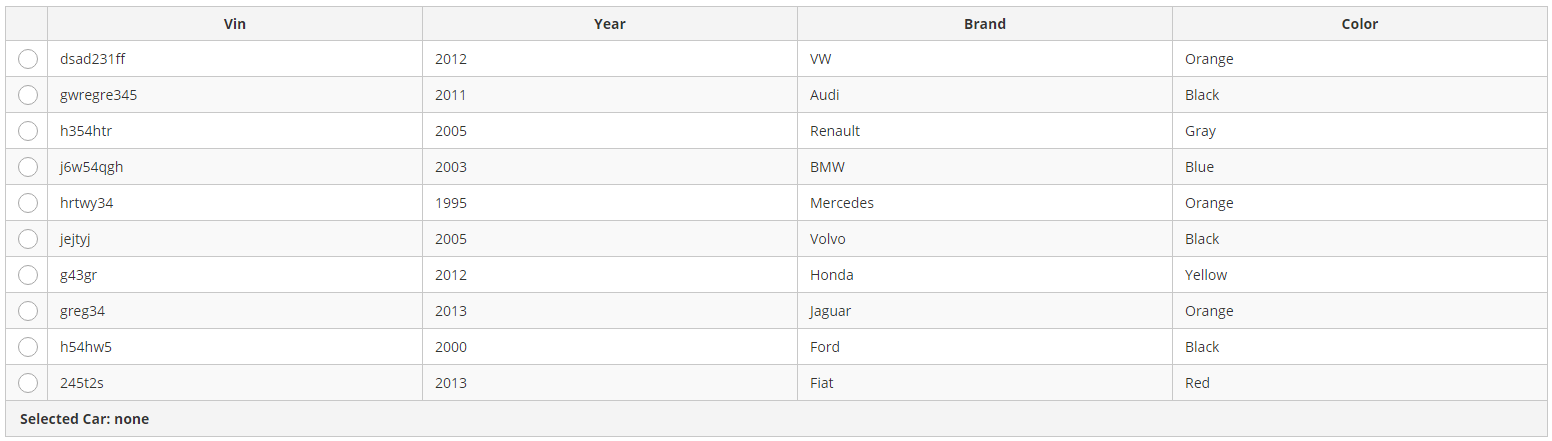 Vin Year Brand Color
dsad231ff 2012 VW Orange
gwregre345 2011 Audi Black
h354htr 2005 Renault Gray
j6w54qgh 2003 BMW Blue
hrtwy34 1995 Mercedes Orange
jejtyj 2005 Volvo Black
g43gr 2012 Honda Yellow
greg34 2013 Jaguar Orange
h54hw5 2000 Ford Black
245t2s 2013 Fiat Red
Selected Car: none